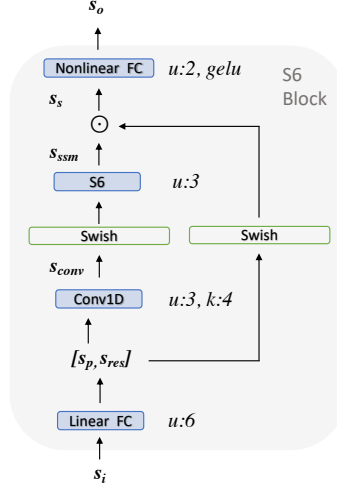 s_o
Nonlinear FC u:2, gelu
S6
Block
s_s
⊙
s_ssm
S6 u:3
Swish Swish
s_conv
Conv1D u:3, k:4
[s_p,s_res]
Linear FC u:6
s_i